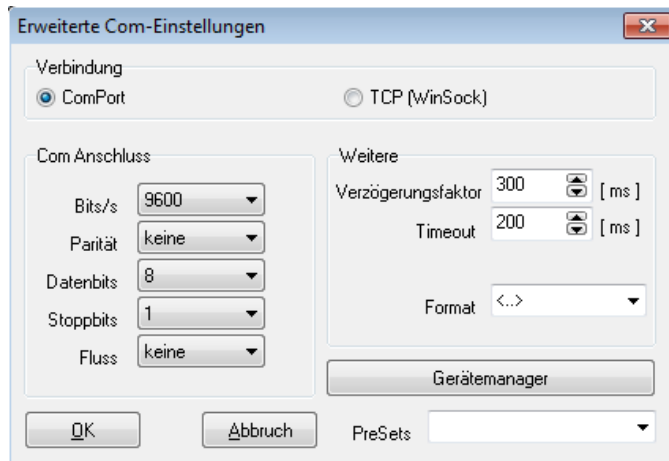 Erweiterte Com-Einstellungen
Verbindung
ComPort
TCP (WinSock)
Com Anschluss
Bits/s 9600
Parität keine
Datenbits 8
Stoppbits 1
Fluss keine
Weitere
Verzögerungsfaktor 300 [ ms ]
Timeout 200 [ ms ]
Format <..>
Gerätemanager
OK
Abbruch
PreSets